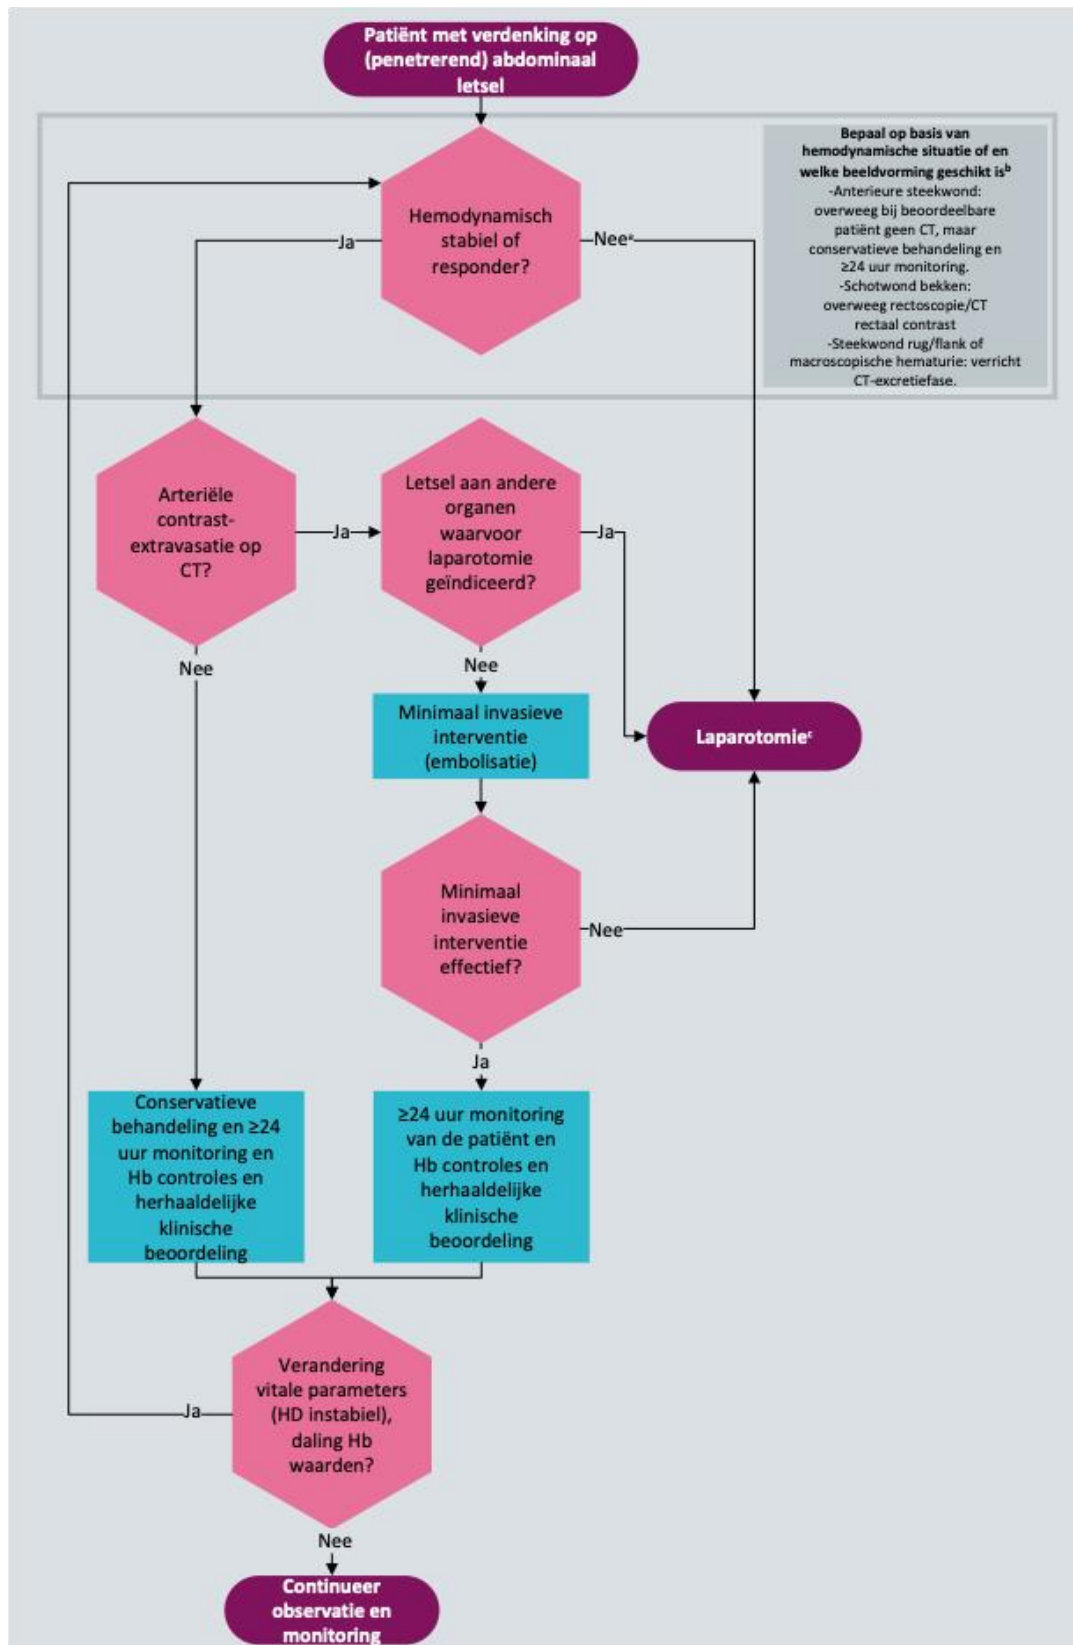 Patiënt met verdenking op
(penetrerend) abdominaal
letsel
Bepaal op basis van
hemodynamische situatie of en
welke beeldvorming geschikt isᵇ
-Anterieure steekwond:
overweeg bij beoordeelbare
patiënt geen CT, maar
conservatieve behandeling en
≥24 uur monitoring.
-Schotwond bekken:
overweeg rectoscopie/CT
rectaal contrast
-Steekwond rug/flank of
macroscopische hematurie: verricht
CT-excretiefase.
Hemodynamisch
stabiel of
responder?
Ja
Neeᵃ
Arteriële
contrast-
extravasatie op
CT?
Ja
Letsel aan andere
organen
waarvoor
laparotomie
geïndiceerd?
Ja
Nee
Nee
Minimaal invasieve
interventie
(embolisatie)
Laparotomieᶜ
Minimaal
invasieve
interventie
effectief?
Nee
Ja
Conservatieve
behandeling en ≥24
uur monitoring en
Hb controles en
herhaaldelijke
klinische
beoordeling
≥24 uur monitoring
van de patiënt en
Hb controles en
herhaaldelijke
klinische
beoordeling
Verandering
vitale parameters
(HD instabiel),
daling Hb
waarden?
Ja
Nee
Continueer
observatie en
monitoring